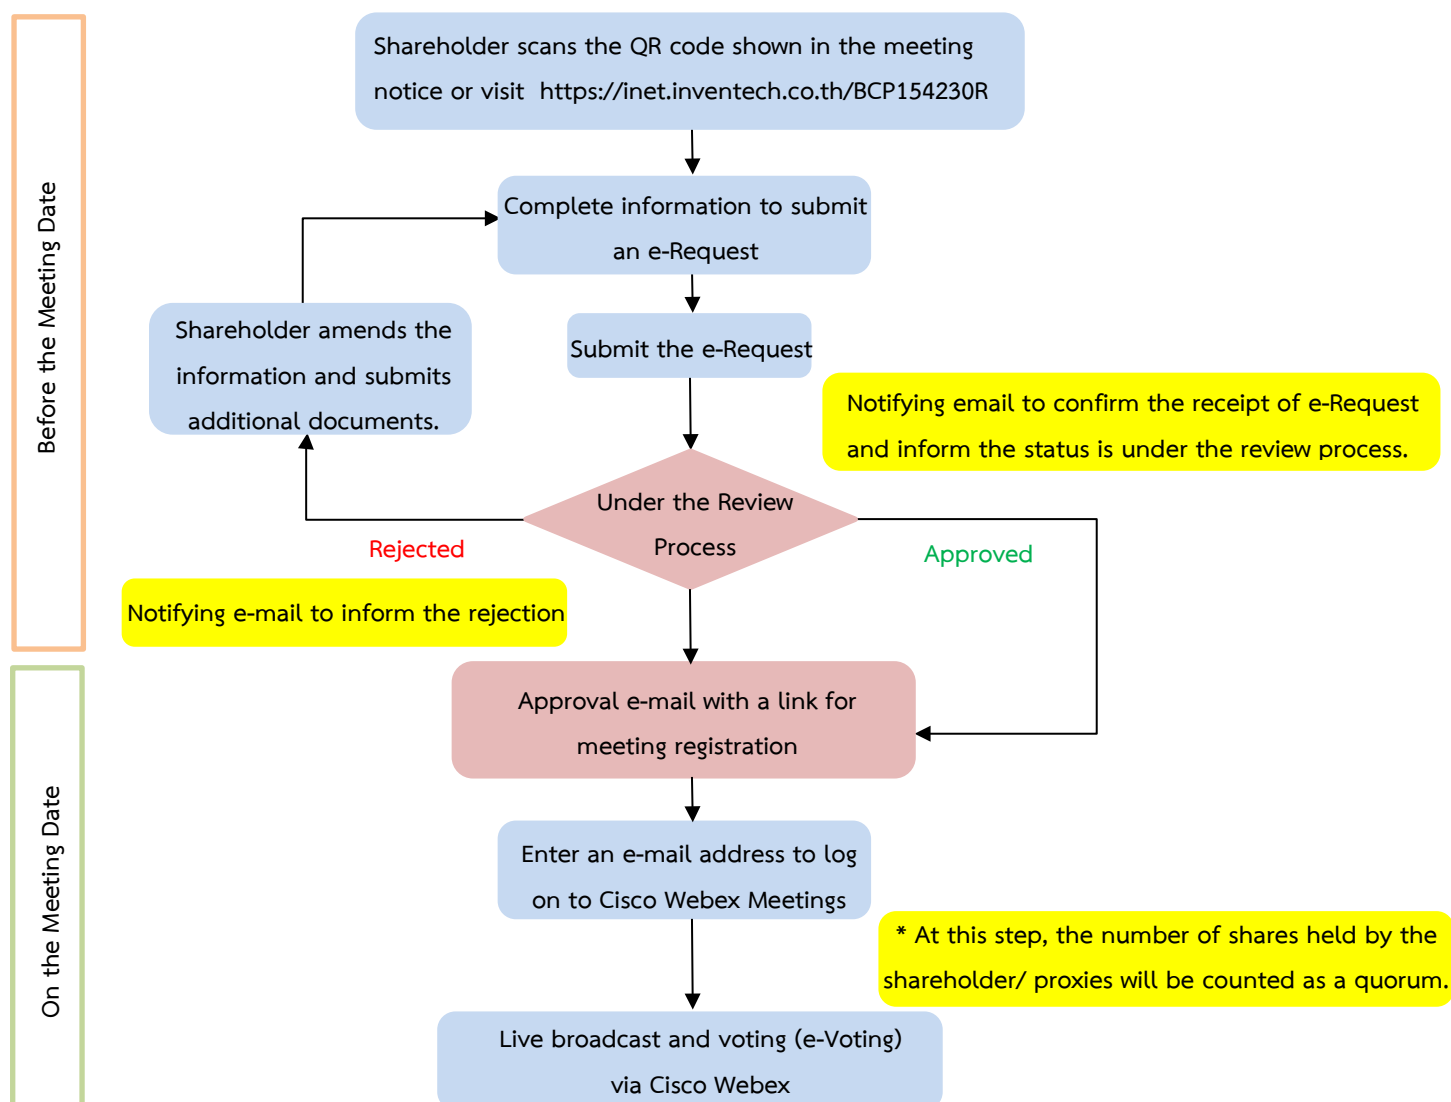 Before the Meeting Date
Shareholder scans the QR code shown in the meeting
notice or visit https://inet.inventech.co.th/BCP154230R
Complete information to submit
an e-Request
Shareholder amends the
information and submits
additional documents.
Submit the e-Request
Notifying email to confirm the receipt of e-Request
and inform the status is under the review process.
Under the Review
Process
Rejected
Approved
Notifying e-mail to inform the rejection
On the Meeting Date
Approval e-mail with a link for
meeting registration
Enter an e-mail address to log
on to Cisco Webex Meetings
* At this step, the number of shares held by the
shareholder/ proxies will be counted as a quorum.
Live broadcast and voting (e-Voting)
via Cisco Webex